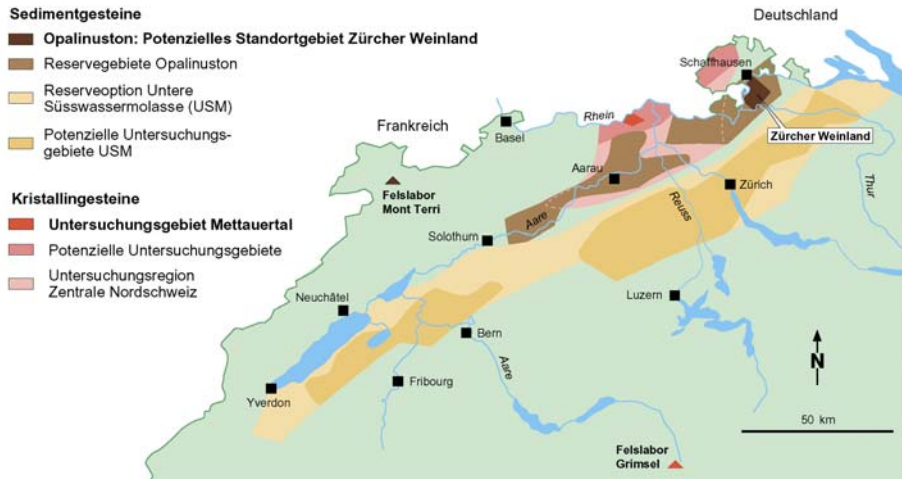 Sedimentgesteine
Opalinuston: Potenzielles Standortgebiet Zürcher Weinland
Reservegebiete Opalinuston
Reserveoption Untere
Süsswassermolasse (USM)
Potenzielle Untersuchungs-
gebiete USM
Kristallingesteine
Untersuchungsgebiet Mettauertal
Potenzielle Untersuchungsgebiete
Untersuchungsregion
Zentrale Nordschweiz
Deutschland
Schaffhausen
Rhein
Frankreich
Basel
Zürcher Weinland
Aarau
Zürich
Thur
Felslabor
Mont Terri
Aare
Reuss
Solothurn
Neuchâtel
Luzern
Bern
N
Fribourg
Aare
Yverdon
50 km
Felslabor
Grimsel